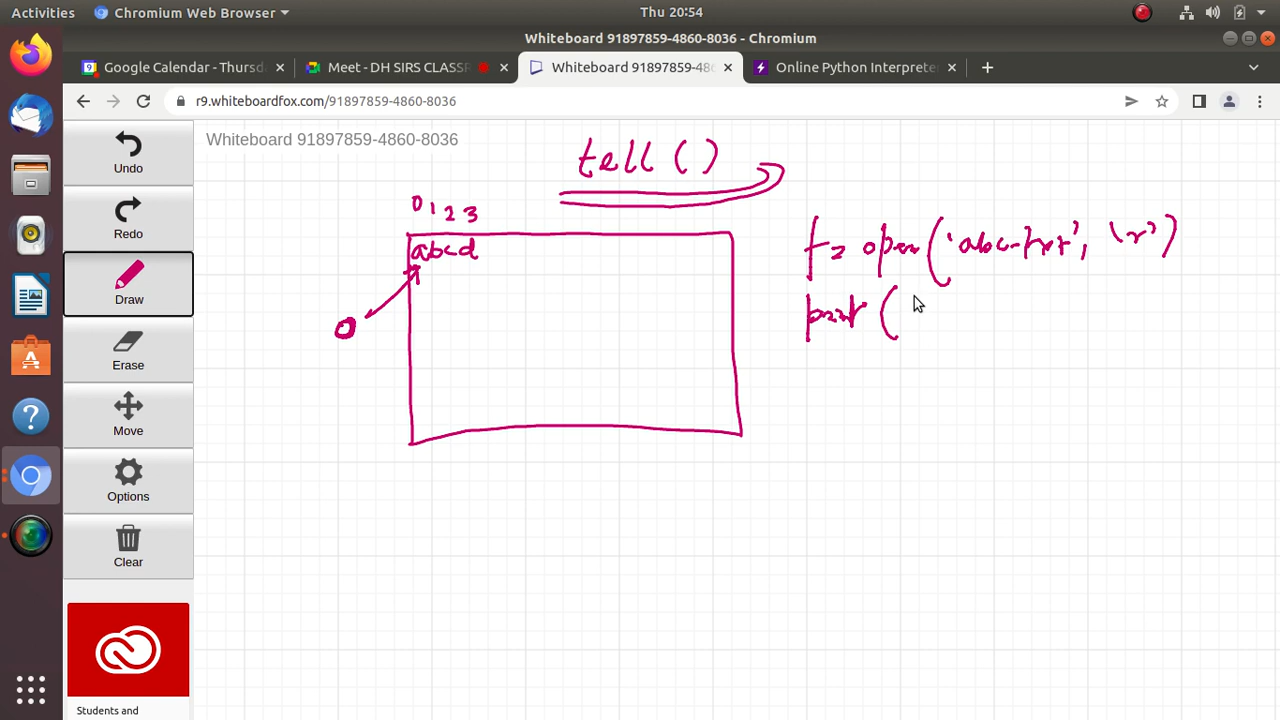 Activities
Chromium Web Browser
Thu 20:54
Whiteboard 91897859-4860-8036 - Chromium
Google Calendar - Thursd
Meet - DH SIRS CLASSR
Whiteboard 91897859-486
Online Python Interprete
r9.whiteboardfox.com/91897859-4860-8036
Whiteboard 91897859-4860-8036
Undo
Redo
Draw
Erase
Move
Options
Clear
Students and
tell ()
0 1 2 3
abcd
0
f = open ('abc.txt', 'r')
print (